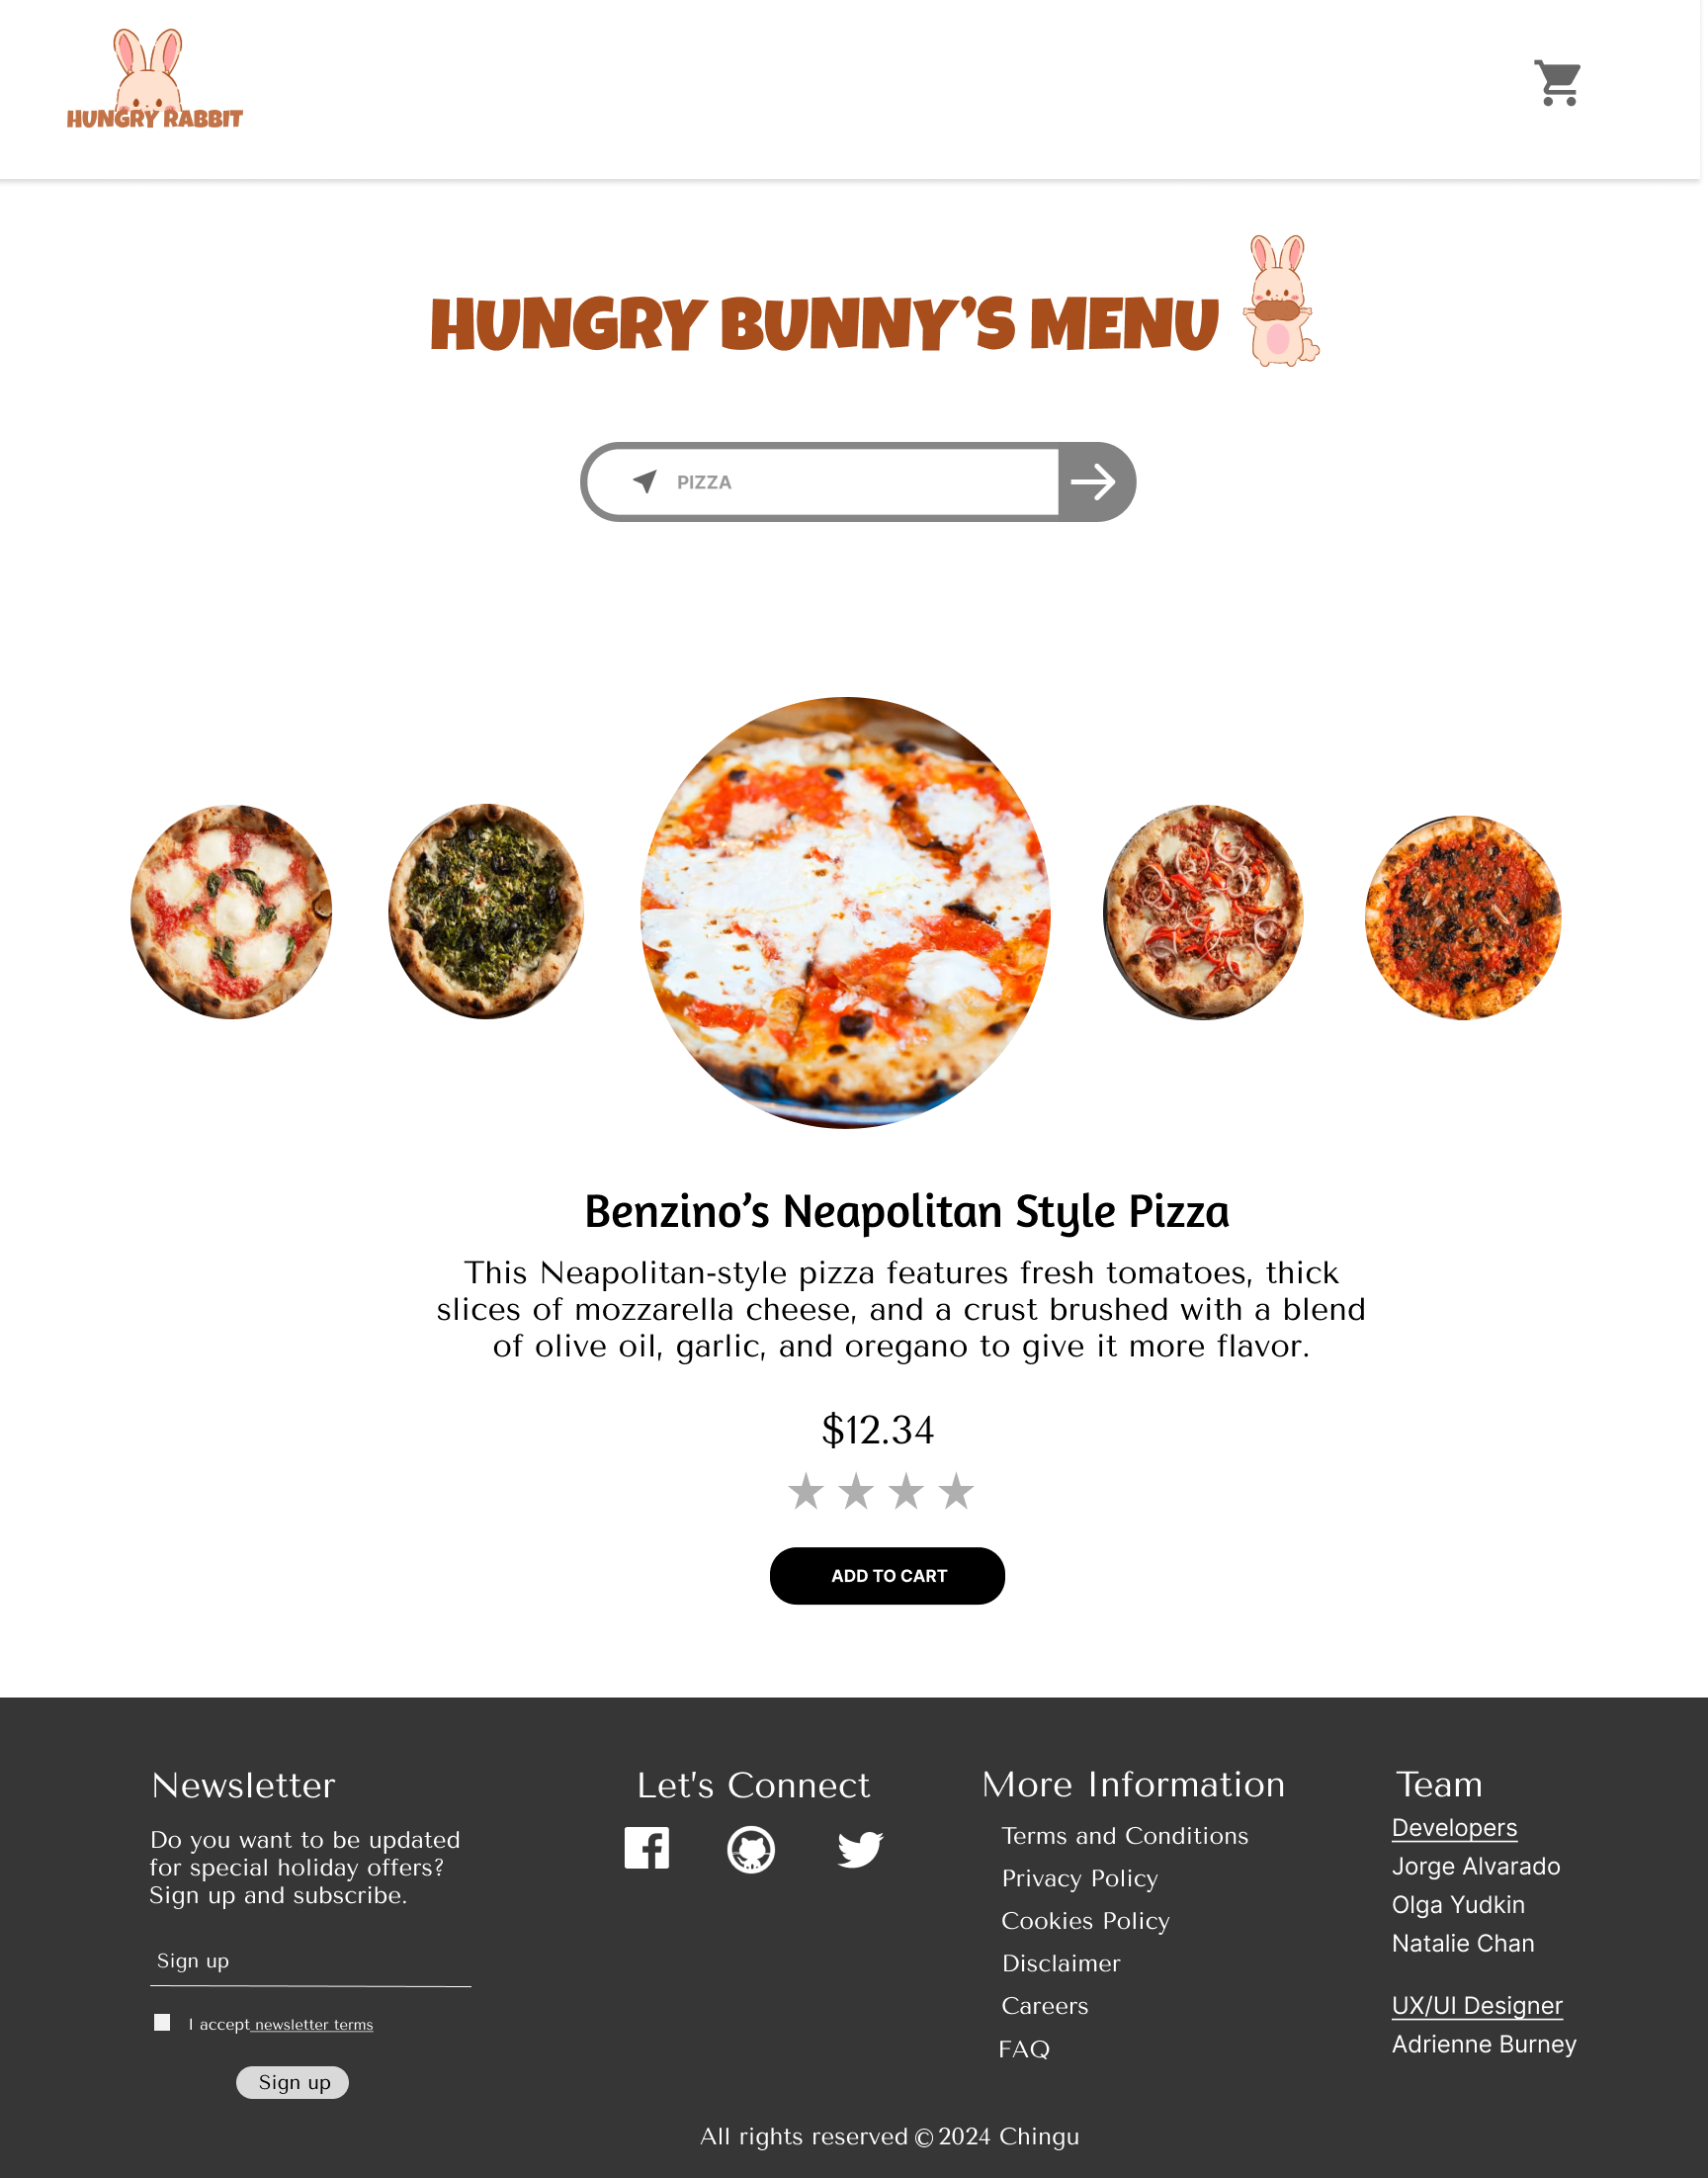 HUNGRY RABBIT
HUNGRY BUNNY’S MENU
PIZZA
Benzino’s Neapolitan Style Pizza
This Neapolitan-style pizza features fresh tomatoes, thick
slices of mozzarella cheese, and a crust brushed with a blend
of olive oil, garlic, and oregano to give it more flavor.
$12.34
ADD TO CART
Newsletter
Do you want to be updated
for special holiday offers?
Sign up and subscribe.
Sign up
I accept newsletter terms
Sign up
Let’s Connect
More Information
Terms and Conditions
Privacy Policy
Cookies Policy
Disclaimer
Careers
FAQ
Team
Developers
Jorge Alvarado
Olga Yudkin
Natalie Chan
UX/UI Designer
Adrienne Burney
All rights reserved © 2024 Chingu